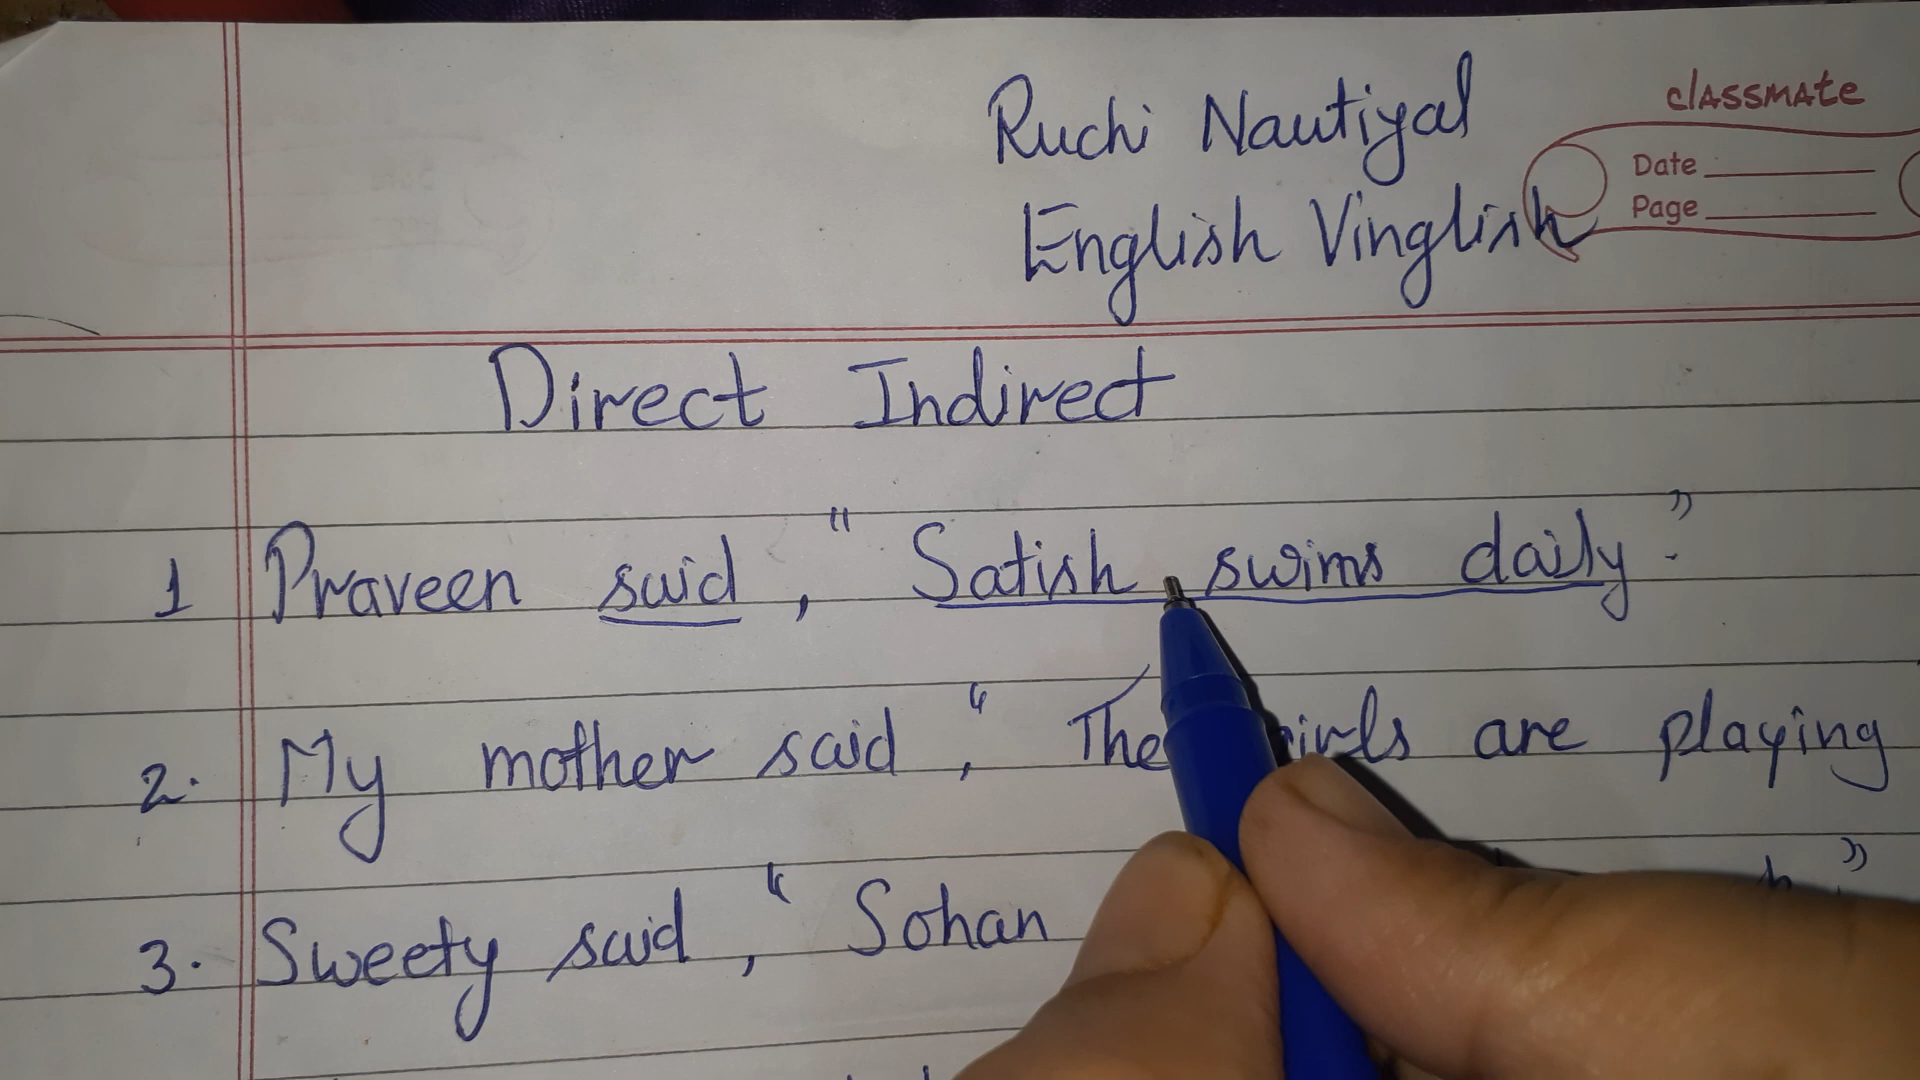 Ruchi Nautiyal
classmate
Date
Page
English Vinglish
Direct Indirect
1 Praveen said , " Satish swims daily . "
2. My mother said , " The girls are playing
3. Sweety said , " Sohan